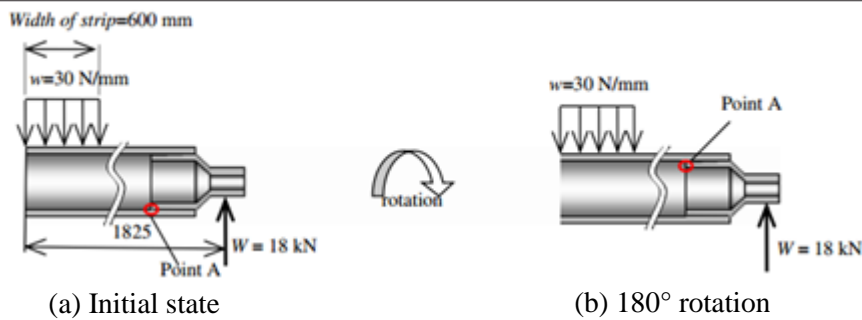 Width of strip=600 mm
w=30 N/mm
1825
Point A
W = 18 kN
rotation
w=30 N/mm
Point A
W = 18 kN
(a) Initial state
(b) 180° rotation